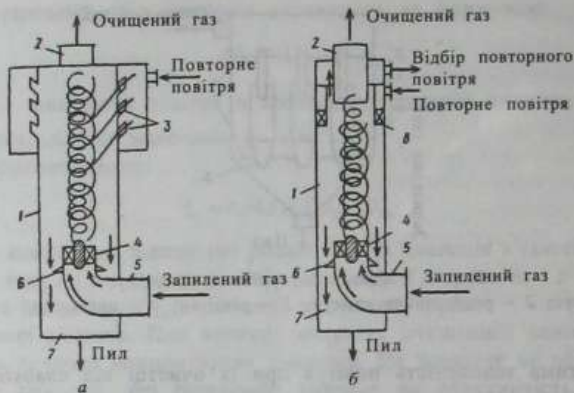 Очищений газ
2
Повторне
повітря
3
1
4
5
6
Запилений газ
7
Пил
а
Очищений газ
2
Відбір повторного
повітря
Повторне повітря
8
1
4
5
6
Запилений газ
7
Пил
б